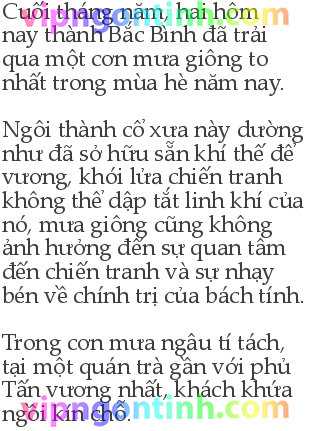 vipngontinh.com
Cuối tháng năm, hai hôm
nay thành Bắc Bình đã trải
qua một cơn mưa giông to
nhất trong mùa hè năm nay.
Ngôi thành cổ xưa này dường
như đã sở hữu sẵn khí thế đế
vương, khói lửa chiến tranh
không thể dập tắt linh khí của
nó, mưa giông cũng không
ảnh hưởng đến sự quan tâm
đến chiến tranh và sự nhạy
bén về chính trị của bách tính.
Trong cơn mưa ngâu tí tách,
tại một quán trà gần với phủ
Tấn vương nhất, khách khứa
ngồi kín chỗ.
vipngontinh.com